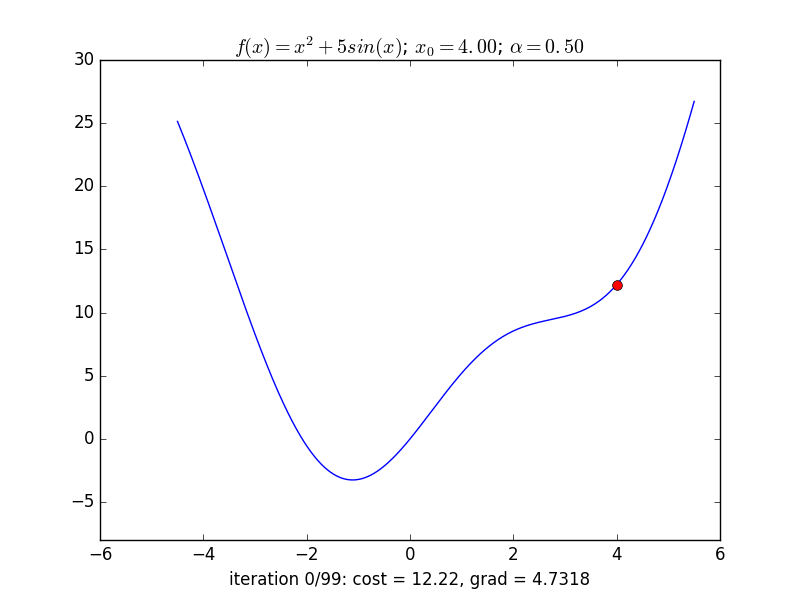 f(x) = x² + 5sin(x); x₀ = 4.00; α = 0.50
30
25
20
15
10
5
0
−5
−6 −4 −2 0 2 4 6
iteration 0/99: cost = 12.22, grad = 4.7318